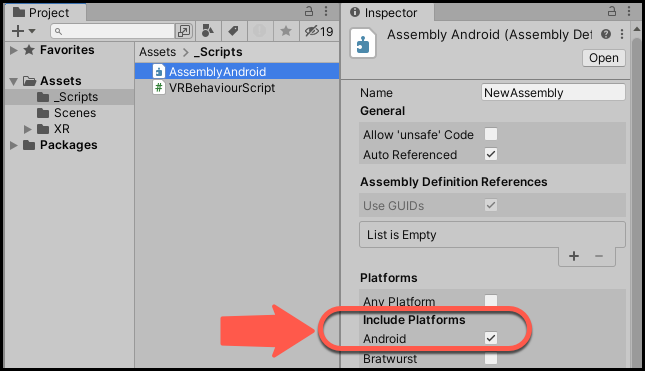 Project
19
Favorites
Assets
_Scripts
Scenes
XR
Packages
Assets > _Scripts
AssemblyAndroid
# VRBehaviourScript
Inspector
Assembly Android (Assembly Def
Open
Name NewAssembly
General
Allow 'unsafe' Code
Auto Referenced
Assembly Definition References
Use GUIDs
List is Empty
+ −
Platforms
Any Platform
Include Platforms
Android
Bratwurst